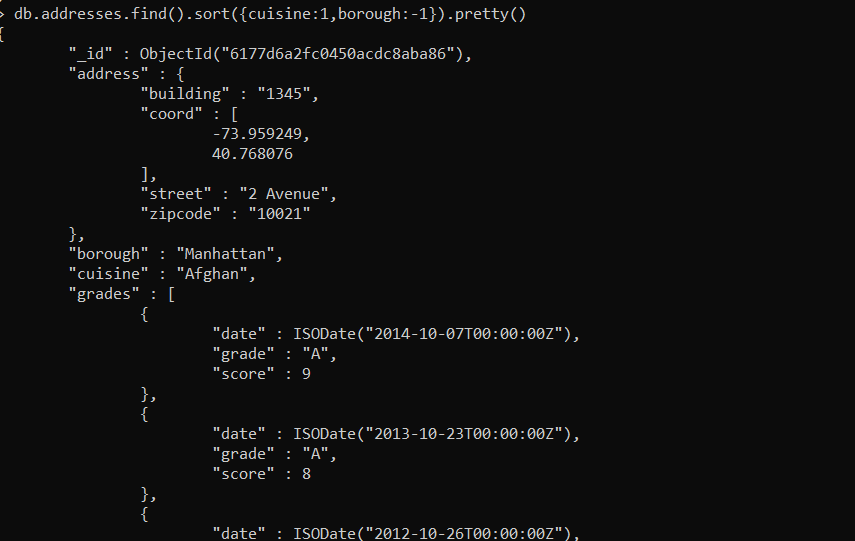 > db.addresses.find().sort({cuisine:1,borough:-1}).pretty()
{
        "_id" : ObjectId("6177d6a2fc0450acdc8aba86"),
        "address" : {
                "building" : "1345",
                "coord" : [
                        -73.959249,
                        40.768076
                ],
                "street" : "2 Avenue",
                "zipcode" : "10021"
        },
        "borough" : "Manhattan",
        "cuisine" : "Afghan",
        "grades" : [
                {
                        "date" : ISODate("2014-10-07T00:00:00Z"),
                        "grade" : "A",
                        "score" : 9
                },
                {
                        "date" : ISODate("2013-10-23T00:00:00Z"),
                        "grade" : "A",
                        "score" : 8
                },
                {
                        "date" : ISODate("2012-10-26T00:00:00Z"),